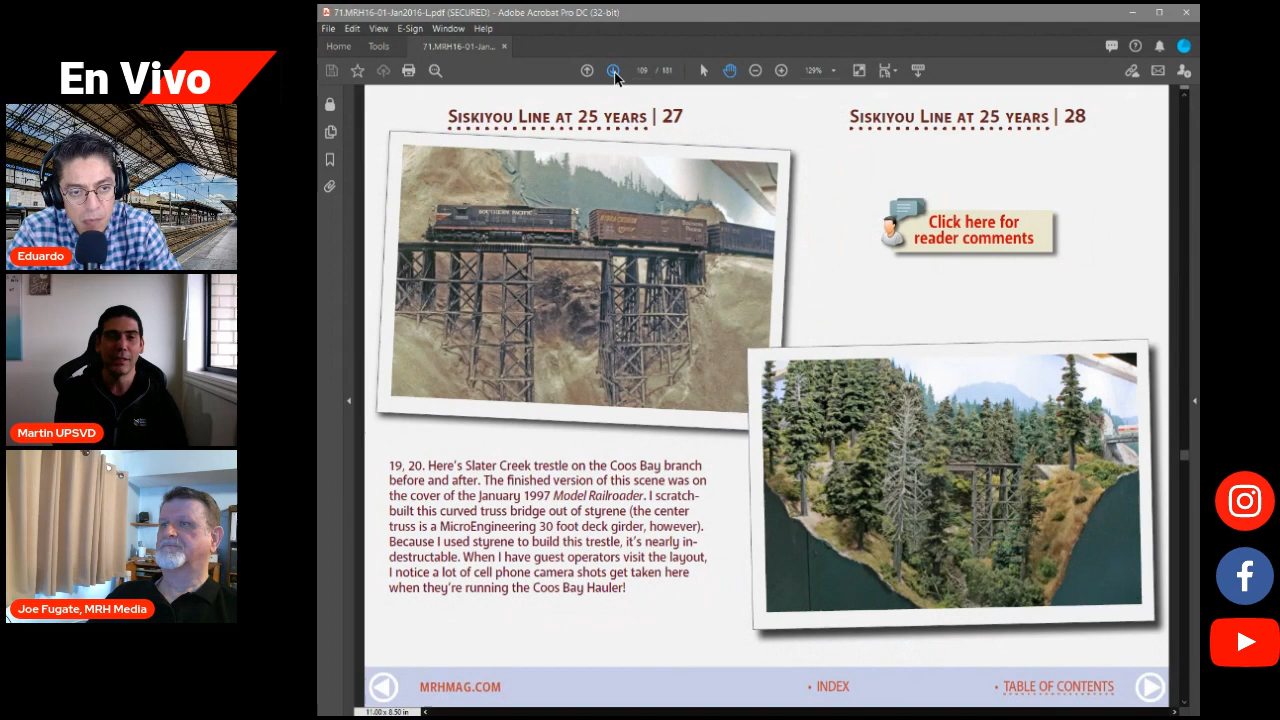 En Vivo
Eduardo
Martin UPSVD
Joe Fugate, MRH Media
71.MRH16-01-Jan2016-L.pdf (SECURED) - Adobe Acrobat Pro DC (32-bit)
File Edit View E-Sign Window Help
Home Tools 71.MRH16-01-Jan... ×
109 / 181 129%
Siskiyou Line at 25 years | 27
SOUTHERN PACIFIC
19, 20. Here's Slater Creek trestle on the Coos Bay branch
before and after. The finished version of this scene was on
the cover of the January 1997 Model Railroader. I scratch-
built this curved truss bridge out of styrene (the center
truss is a MicroEngineering 30 foot deck girder, however).
Because I used styrene to build this trestle, it's nearly in-
destructable. When I have guest operators visit the layout,
I notice a lot of cell phone camera shots get taken here
when they're running the Coos Bay Hauler!
Siskiyou Line at 25 years | 28
Click here for
reader comments
MRHMAG.COM
• INDEX
• TABLE OF CONTENTS
11.00 x 8.50 in